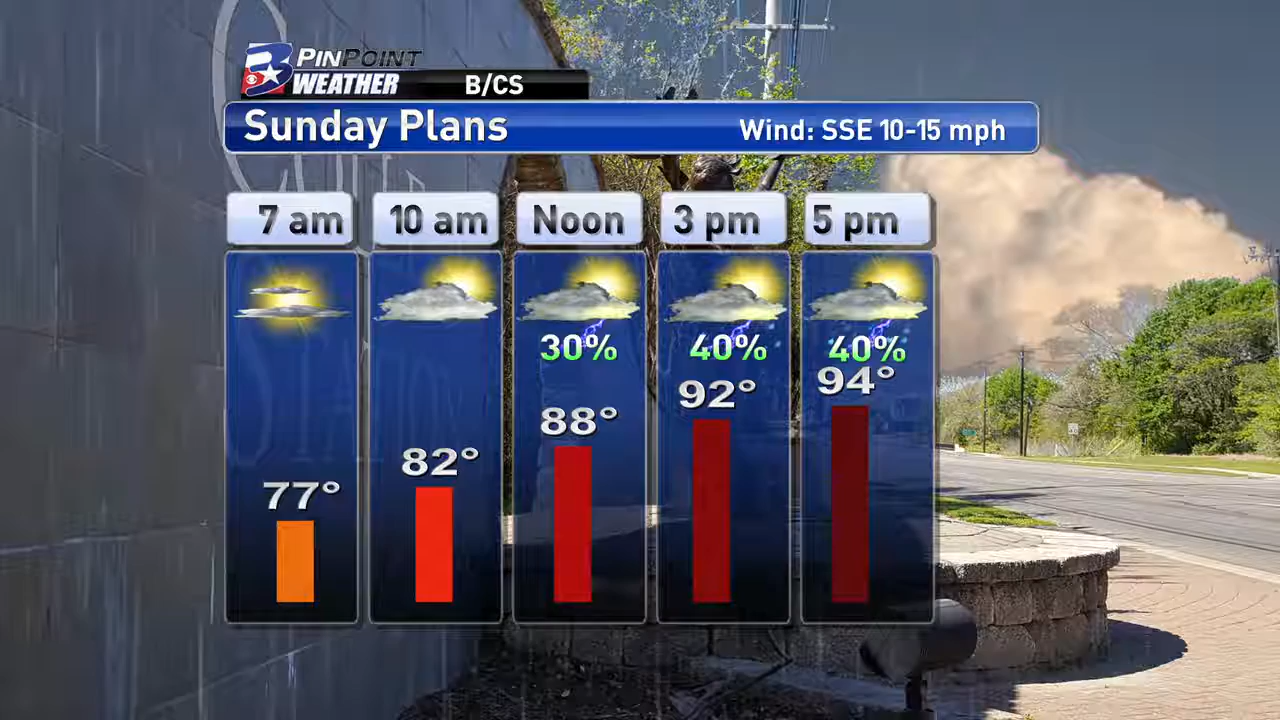 PINPOINT
WEATHER
B/CS
Sunday Plans
Wind: SSE 10-15 mph
7 am
10 am
Noon
3 pm
5 pm
30%
40%
40%
77°
82°
88°
92°
94°